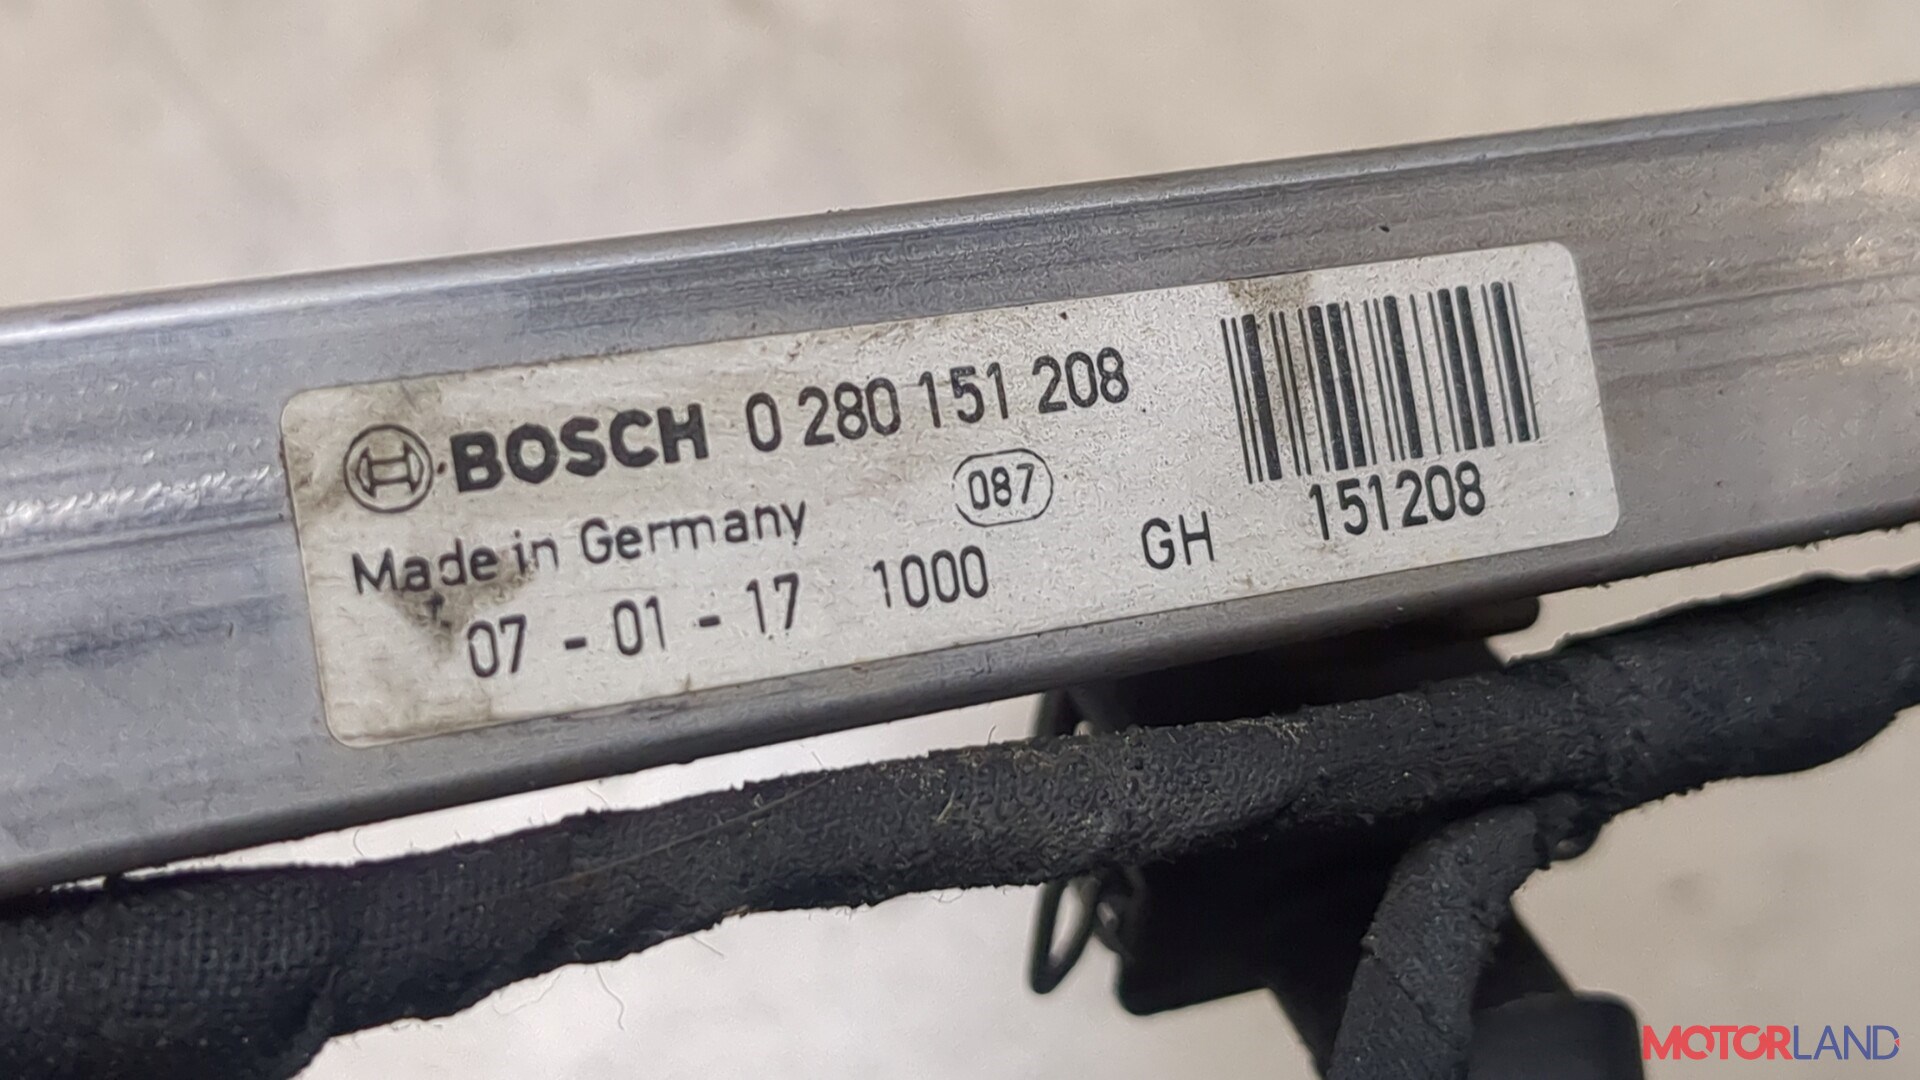 BOSCH 0 280 151 208
Made in Germany 087
07 - 01 - 17 1000 GH 151208
MOTORLAND